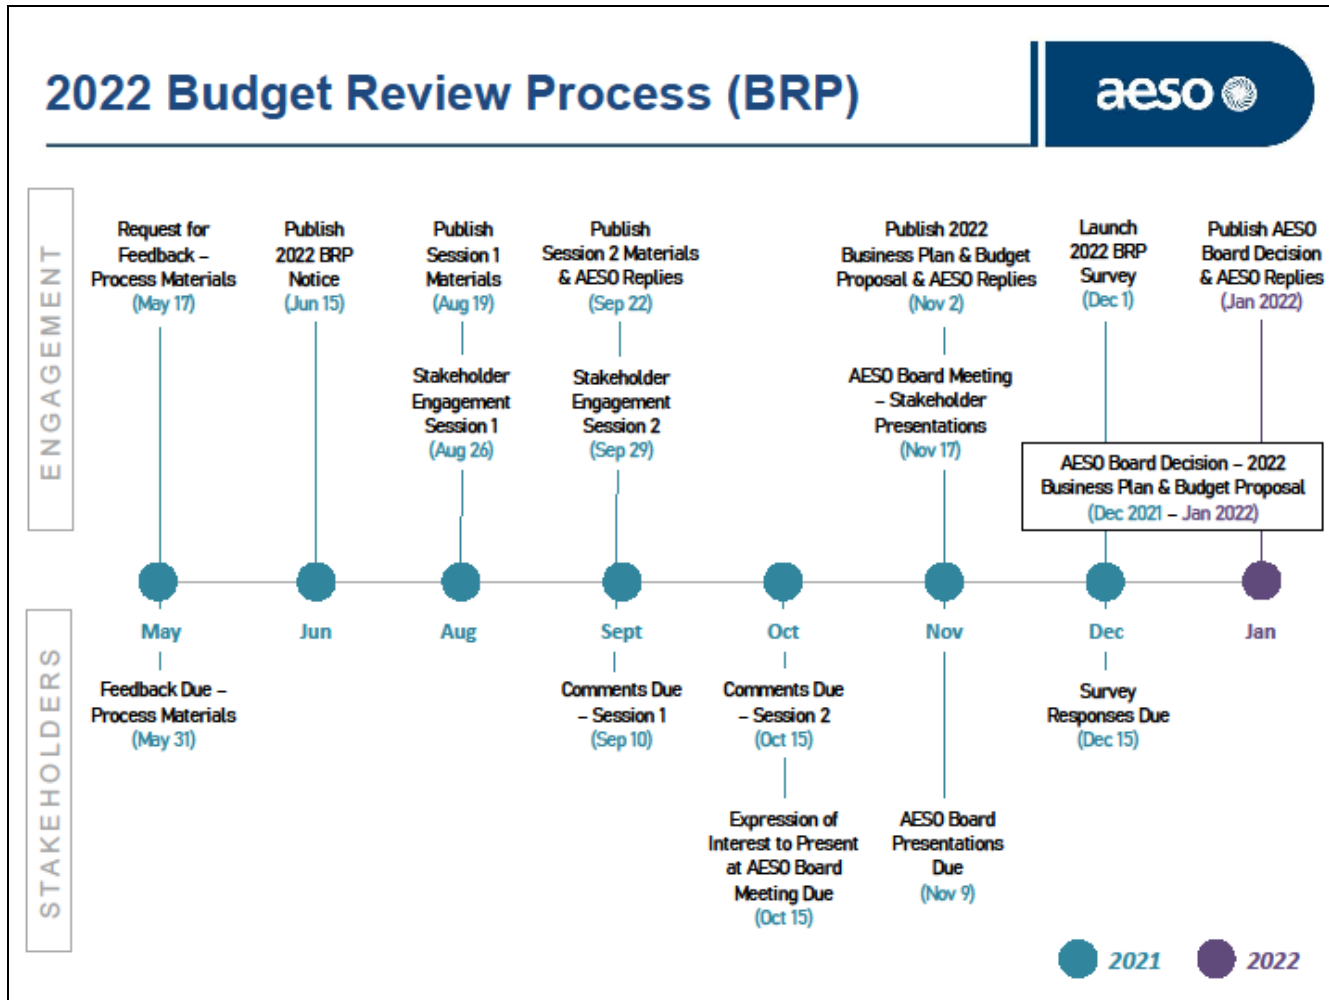 2022 Budget Review Process (BRP)
aeso
ENGAGEMENT
Request for
Feedback –
Process Materials
(May 17)
Publish
2022 BRP
Notice
(Jun 15)
Publish
Session 1
Materials
(Aug 19)
Stakeholder
Engagement
Session 1
(Aug 26)
Publish
Session 2 Materials
& AESO Replies
(Sep 22)
Stakeholder
Engagement
Session 2
(Sep 29)
Publish 2022
Business Plan & Budget
Proposal & AESO Replies
(Nov 2)
AESO Board Meeting
– Stakeholder
Presentations
(Nov 17)
Launch
2022 BRP
Survey
(Dec 1)
Publish AESO
Board Decision
& AESO Replies
(Jan 2022)
AESO Board Decision – 2022
Business Plan & Budget Proposal
(Dec 2021 – Jan 2022)
May
Jun
Aug
Sept
Oct
Nov
Dec
Jan
STAKEHOLDERS
Feedback Due –
Process Materials
(May 31)
Comments Due
– Session 1
(Sep 10)
Comments Due
– Session 2
(Oct 15)
Expression of
Interest to Present
at AESO Board
Meeting Due
(Oct 15)
AESO Board
Presentations
Due
(Nov 9)
Survey
Responses Due
(Dec 15)
2021
2022